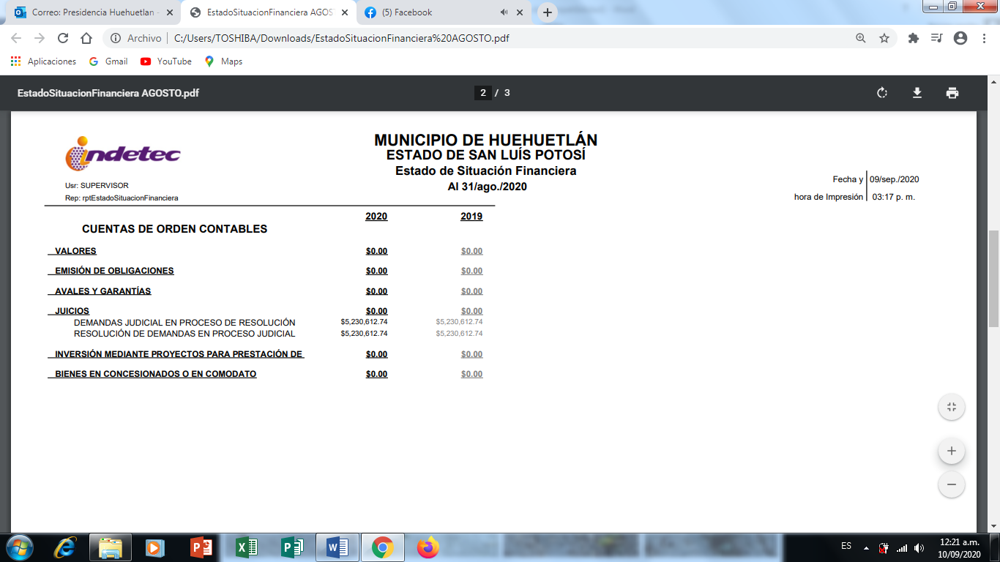 Correo: Presidencia Huehuetlan
EstadoSituacionFinanciera AGOS
(5) Facebook
Archivo
C:/Users/TOSHIBA/Downloads/EstadoSituacionFinanciera%20AGOSTO.pdf
Aplicaciones
Gmail
YouTube
Maps
EstadoSituacionFinanciera AGOSTO.pdf
2 / 3
indetec
MUNICIPIO DE HUEHUETLÁN
ESTADO DE SAN LUÍS POTOSÍ
Estado de Situación Financiera
Al 31/ago./2020
Usr: SUPERVISOR
Rep: rptEstadoSituacionFinanciera
Fecha y 09/sep./2020
hora de Impresión 03:17 p. m.
2020 2019
CUENTAS DE ORDEN CONTABLES
VALORES $0.00 $0.00
EMISIÓN DE OBLIGACIONES $0.00 $0.00
AVALES Y GARANTÍAS $0.00 $0.00
JUICIOS $0.00 $0.00
DEMANDAS JUDICIAL EN PROCESO DE RESOLUCIÓN $5,230,612.74 $5,230,612.74
RESOLUCIÓN DE DEMANDAS EN PROCESO JUDICIAL $5,230,612.74 $5,230,612.74
INVERSIÓN MEDIANTE PROYECTOS PARA PRESTACIÓN DE $0.00 $0.00
BIENES EN CONCESIONADOS O EN COMODATO $0.00 $0.00
ES
12:21 a.m.
10/09/2020